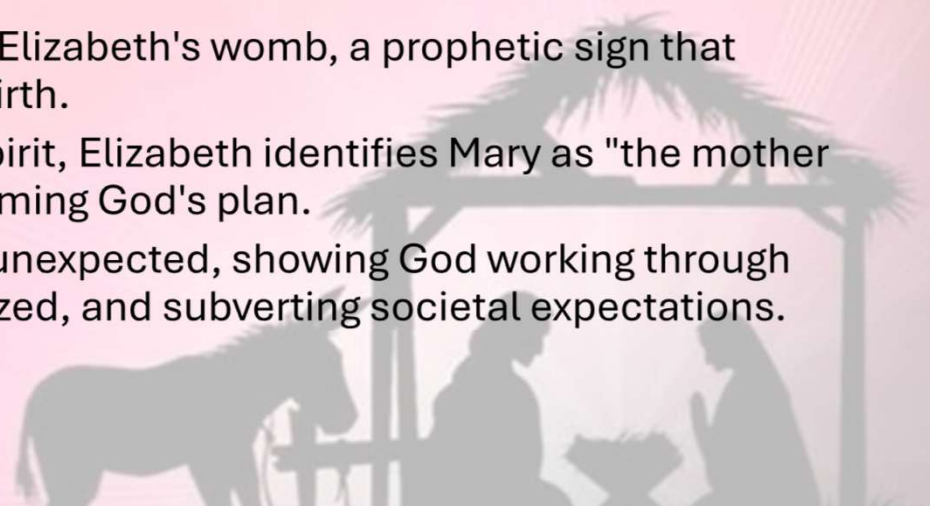 Elizabeth's womb, a prophetic sign that
irth.
pirit, Elizabeth identifies Mary as "the mother
ming God's plan.
unexpected, showing God working through
zed, and subverting societal expectations.